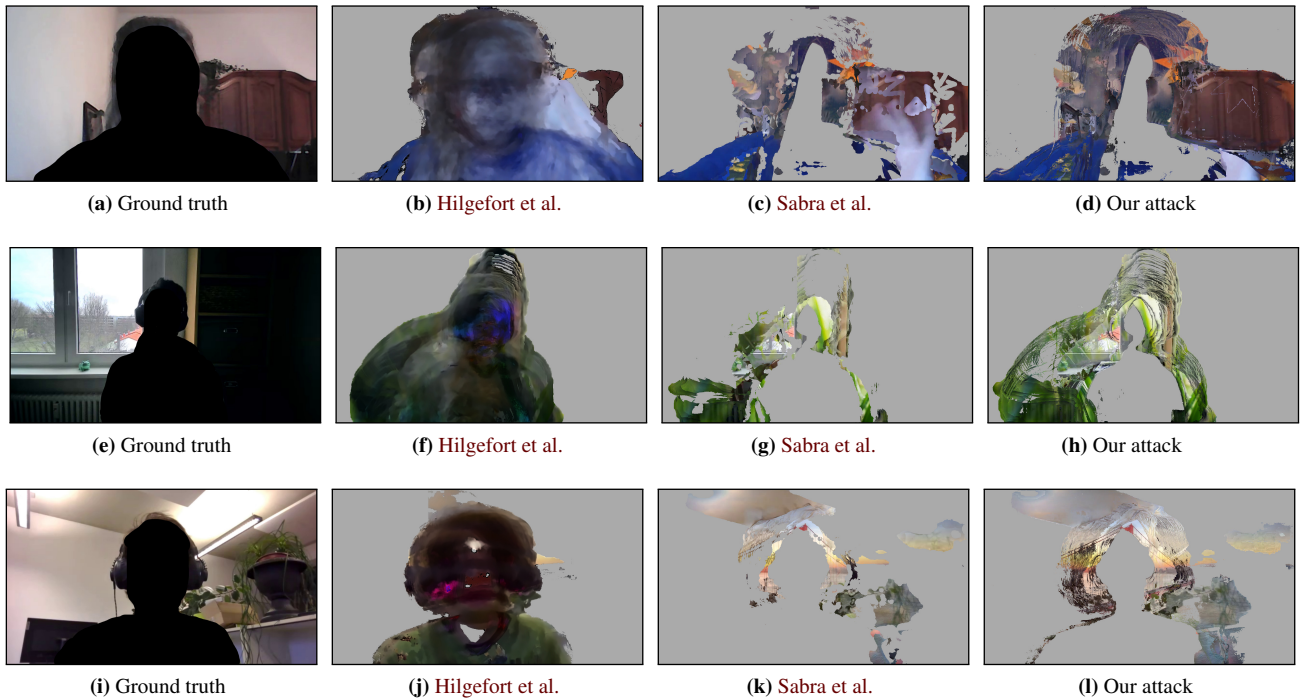 (a) Ground truth
(b) Hilgefort et al.
(c) Sabra et al.
(d) Our attack
(e) Ground truth
(f) Hilgefort et al.
(g) Sabra et al.
(h) Our attack
(i) Ground truth
(j) Hilgefort et al.
(k) Sabra et al.
(l) Our attack